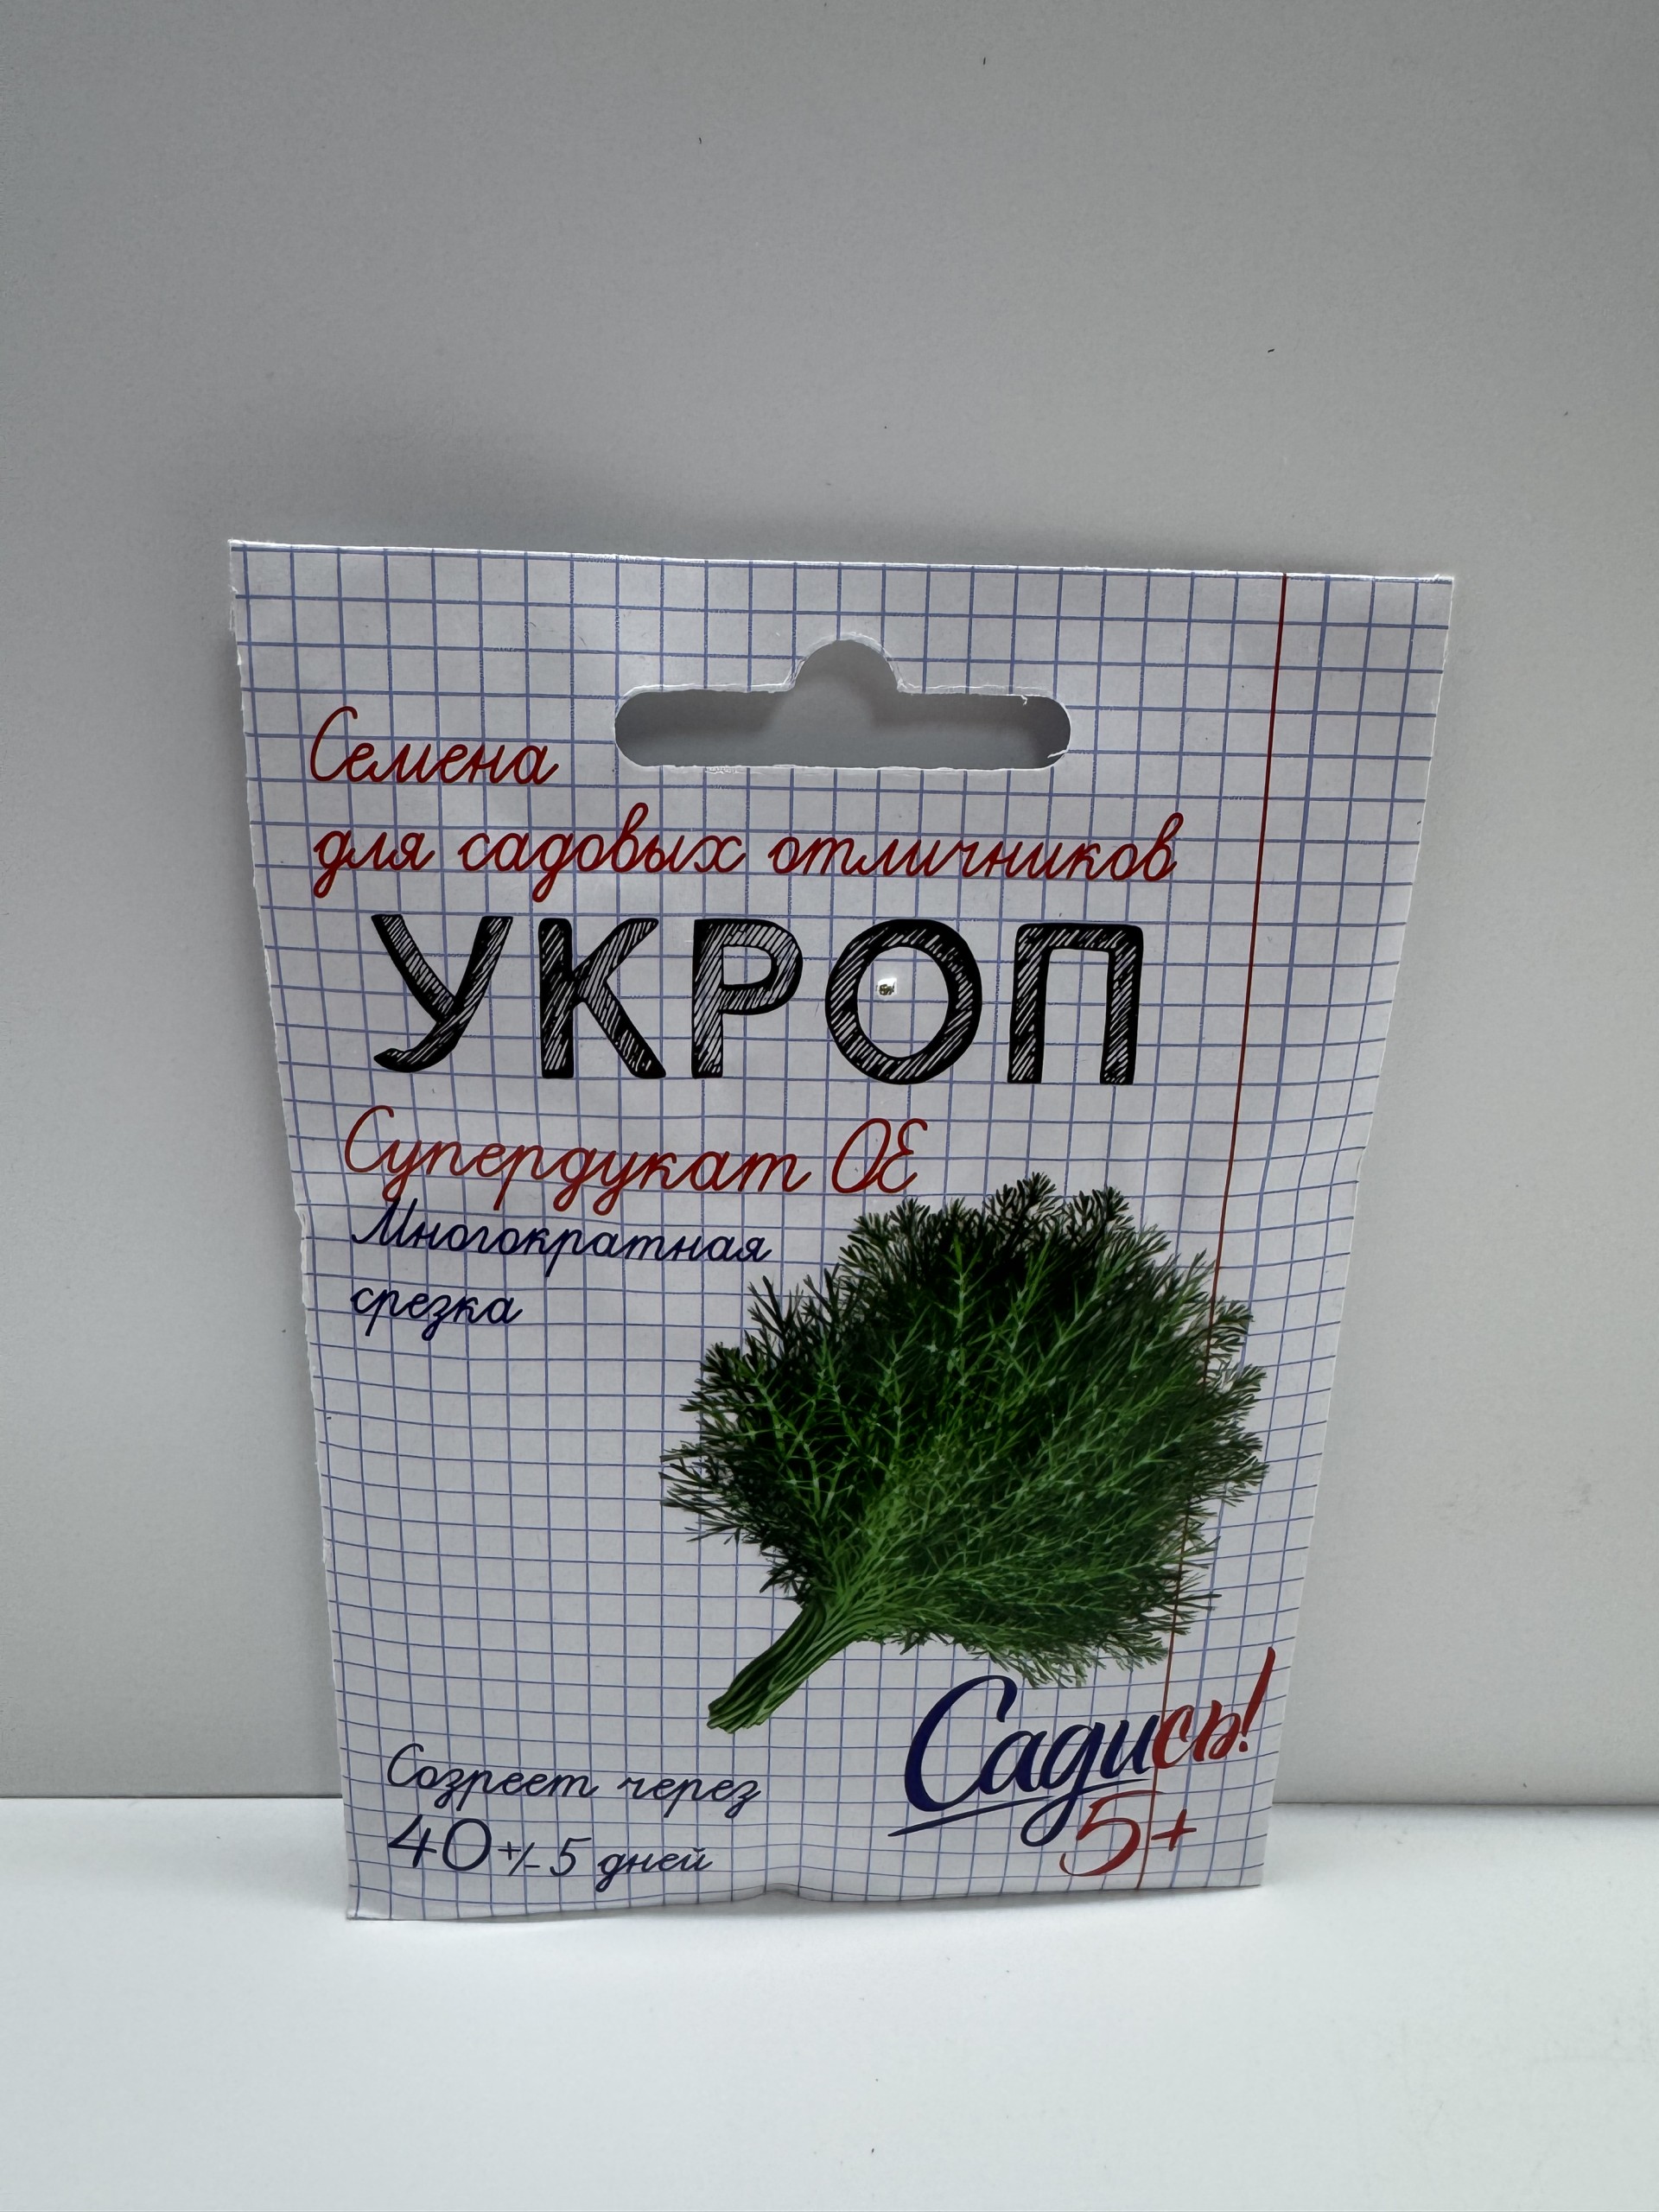 Семена
для садовых отличников
УКРОП
Супердукат ОЕ
Многократная
срезка
Созреет через
40 +/- 5 дней
Садись!
5+